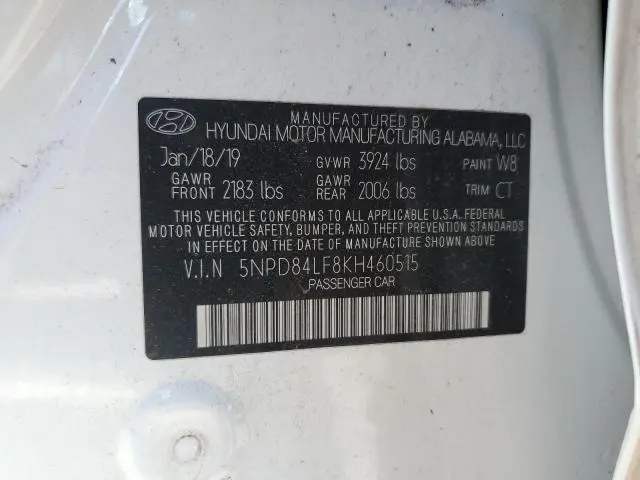 MANUFACTURED BY
HYUNDAI MOTOR MANUFACTURING ALABAMA, LLC
Jan/18/19 GVWR 3924 lbs PAINT W8
GAWR FRONT 2183 lbs GAWR REAR 2006 lbs TRIM CT
THIS VEHICLE CONFORMS TO ALL APPLICABLE U.S.A. FEDERAL
MOTOR VEHICLE SAFETY, BUMPER, AND THEFT PREVENTION STANDARDS
IN EFFECT ON THE DATE OF MANUFACTURE SHOWN ABOVE.
V.I.N 5NPD84LF8KH460515
PASSENGER CAR